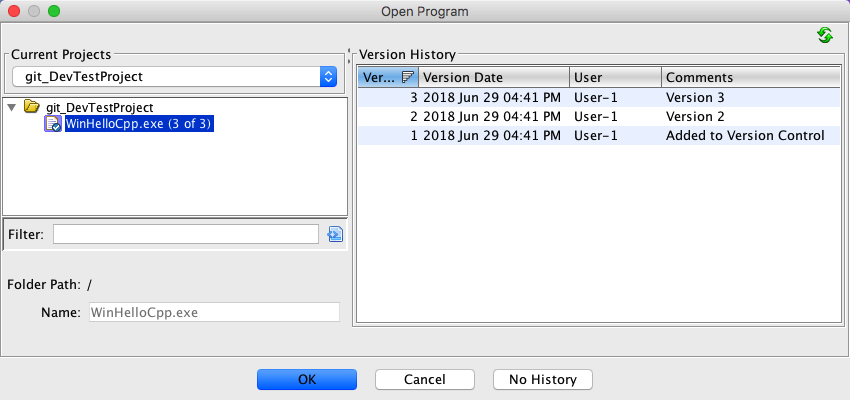 Open Program
Current Projects
git_DevTestProject
git_DevTestProject
WinHelloCpp.exe (3 of 3)
Filter:
Folder Path: /
Name: WinHelloCpp.exe
Version History
Ver... Version Date User Comments
3 2018 Jun 29 04:41 PM User-1 Version 3
2 2018 Jun 29 04:41 PM User-1 Version 2
1 2018 Jun 29 04:41 PM User-1 Added to Version Control
OK Cancel No History